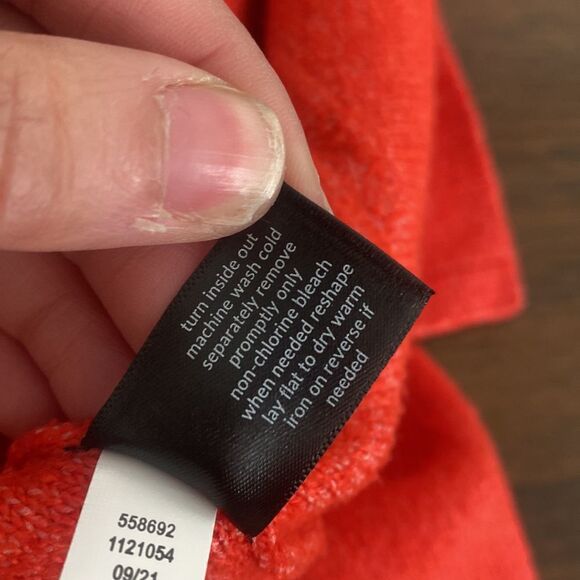 turn inside out
machine wash cold
separately remove
promptly only
non-chlorine bleach
when needed reshape
lay flat to dry warm
iron on reverse if
needed
558692
1121054
09/21